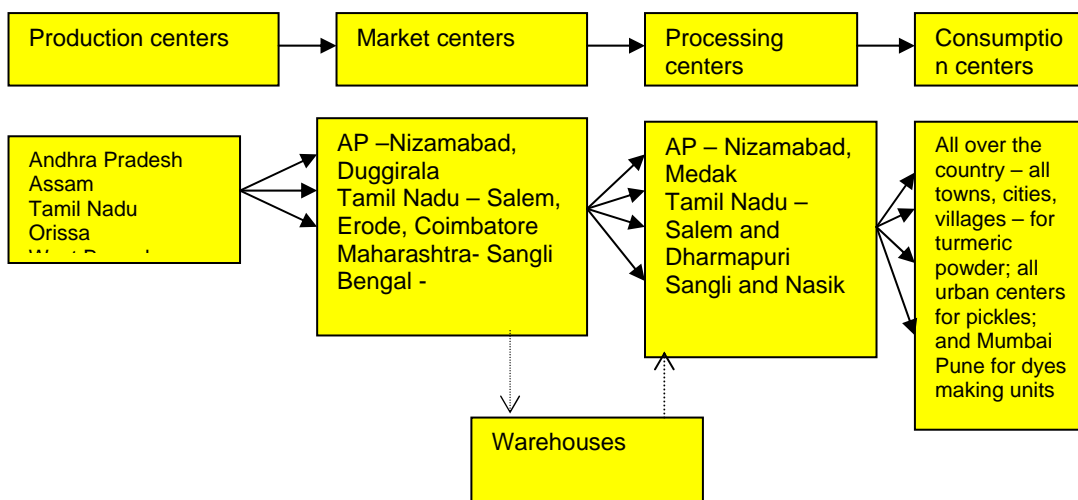 Production centers
Market centers
Processing
centers
Consumptio
n centers
Andhra Pradesh
Assam
Tamil Nadu
Orissa
AP –Nizamabad,
Duggirala
Tamil Nadu – Salem,
Erode, Coimbatore
Maharashtra- Sangli
Bengal -
AP – Nizamabad,
Medak
Tamil Nadu –
Salem and
Dharmapuri
Sangli and Nasik
All over the
country – all
towns, cities,
villages – for
turmeric
powder; all
urban centers
for pickles;
and Mumbai
Pune for dyes
making units
Warehouses